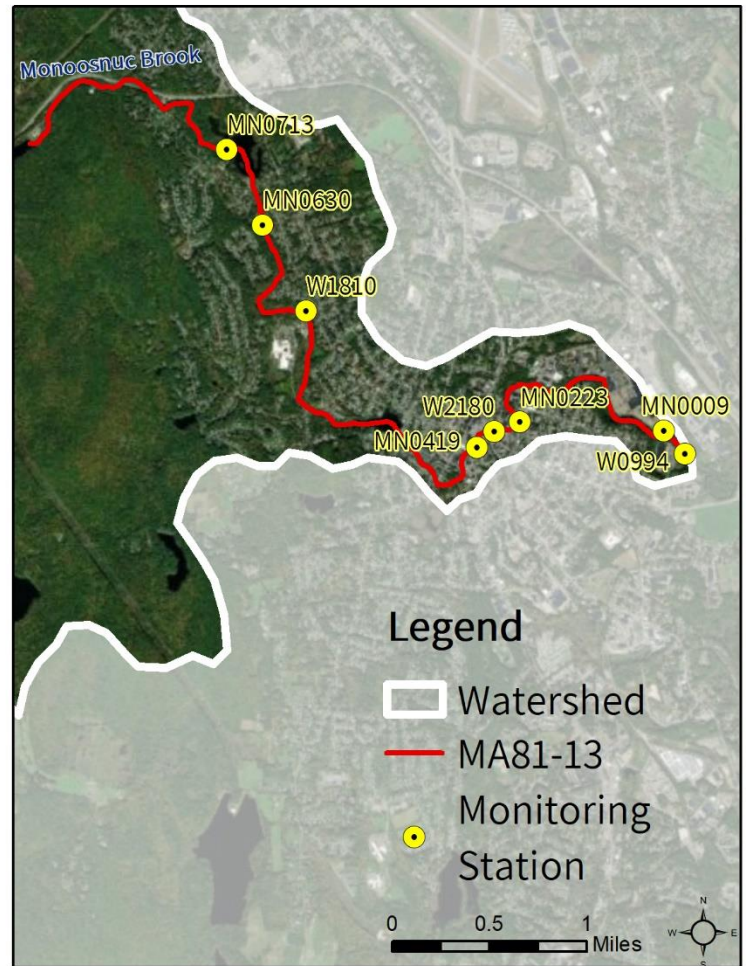 Monoosnuc Brook
MN0713
MN0630
W1810
W2180
MN0223
MN0419
MN0009
W0994
Legend
Watershed
MA81-13
Monitoring
Station
0 0.5 1
Miles
N
W E
S